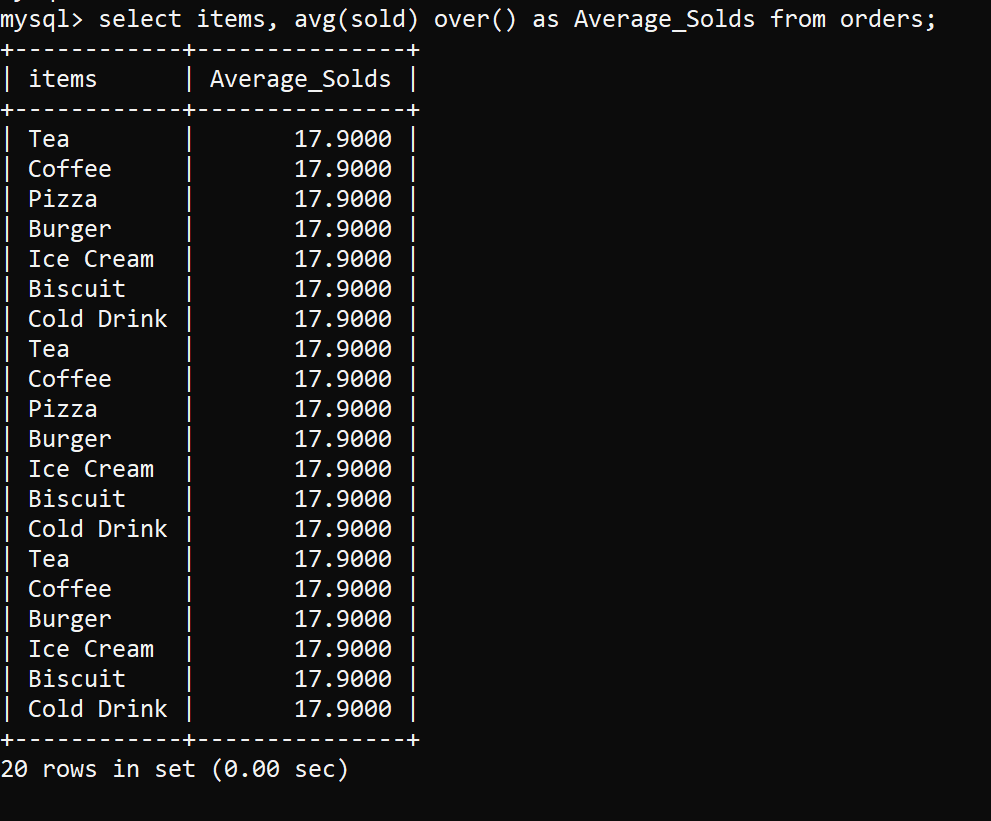 mysql> select items, avg(sold) over() as Average_Solds from orders;
+------------+---------------+
| items      | Average_Solds |
+------------+---------------+
| Tea        |       17.9000 |
| Coffee     |       17.9000 |
| Pizza      |       17.9000 |
| Burger     |       17.9000 |
| Ice Cream  |       17.9000 |
| Biscuit    |       17.9000 |
| Cold Drink |       17.9000 |
| Tea        |       17.9000 |
| Coffee     |       17.9000 |
| Pizza      |       17.9000 |
| Burger     |       17.9000 |
| Ice Cream  |       17.9000 |
| Biscuit    |       17.9000 |
| Cold Drink |       17.9000 |
| Tea        |       17.9000 |
| Coffee     |       17.9000 |
| Burger     |       17.9000 |
| Ice Cream  |       17.9000 |
| Biscuit    |       17.9000 |
| Cold Drink |       17.9000 |
+------------+---------------+
20 rows in set (0.00 sec)